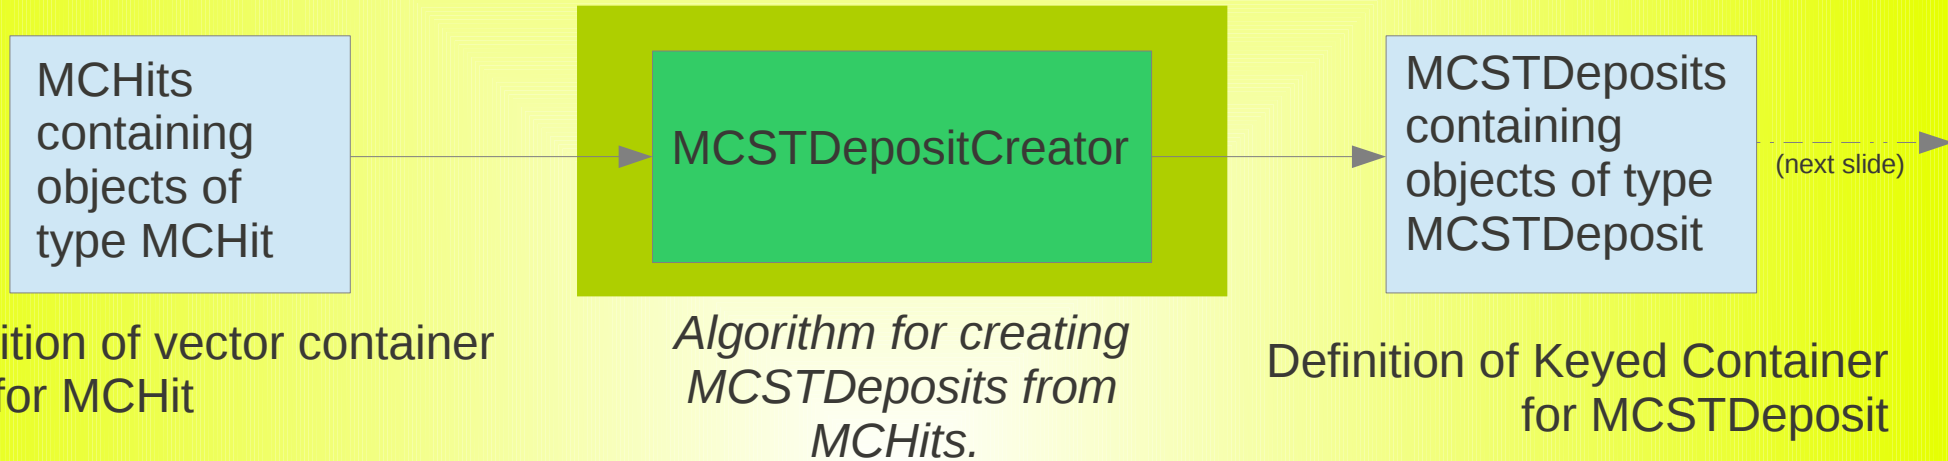 MCHits
containing
objects of
type MCHit
MCSTDepositCreator
MCSTDeposits
containing
objects of type
MCSTDeposit
(next slide)
ition of vector container
for MCHit
Algorithm for creating
MCSTDeposits from
MCHits.
Definition of Keyed Container
for MCSTDeposit